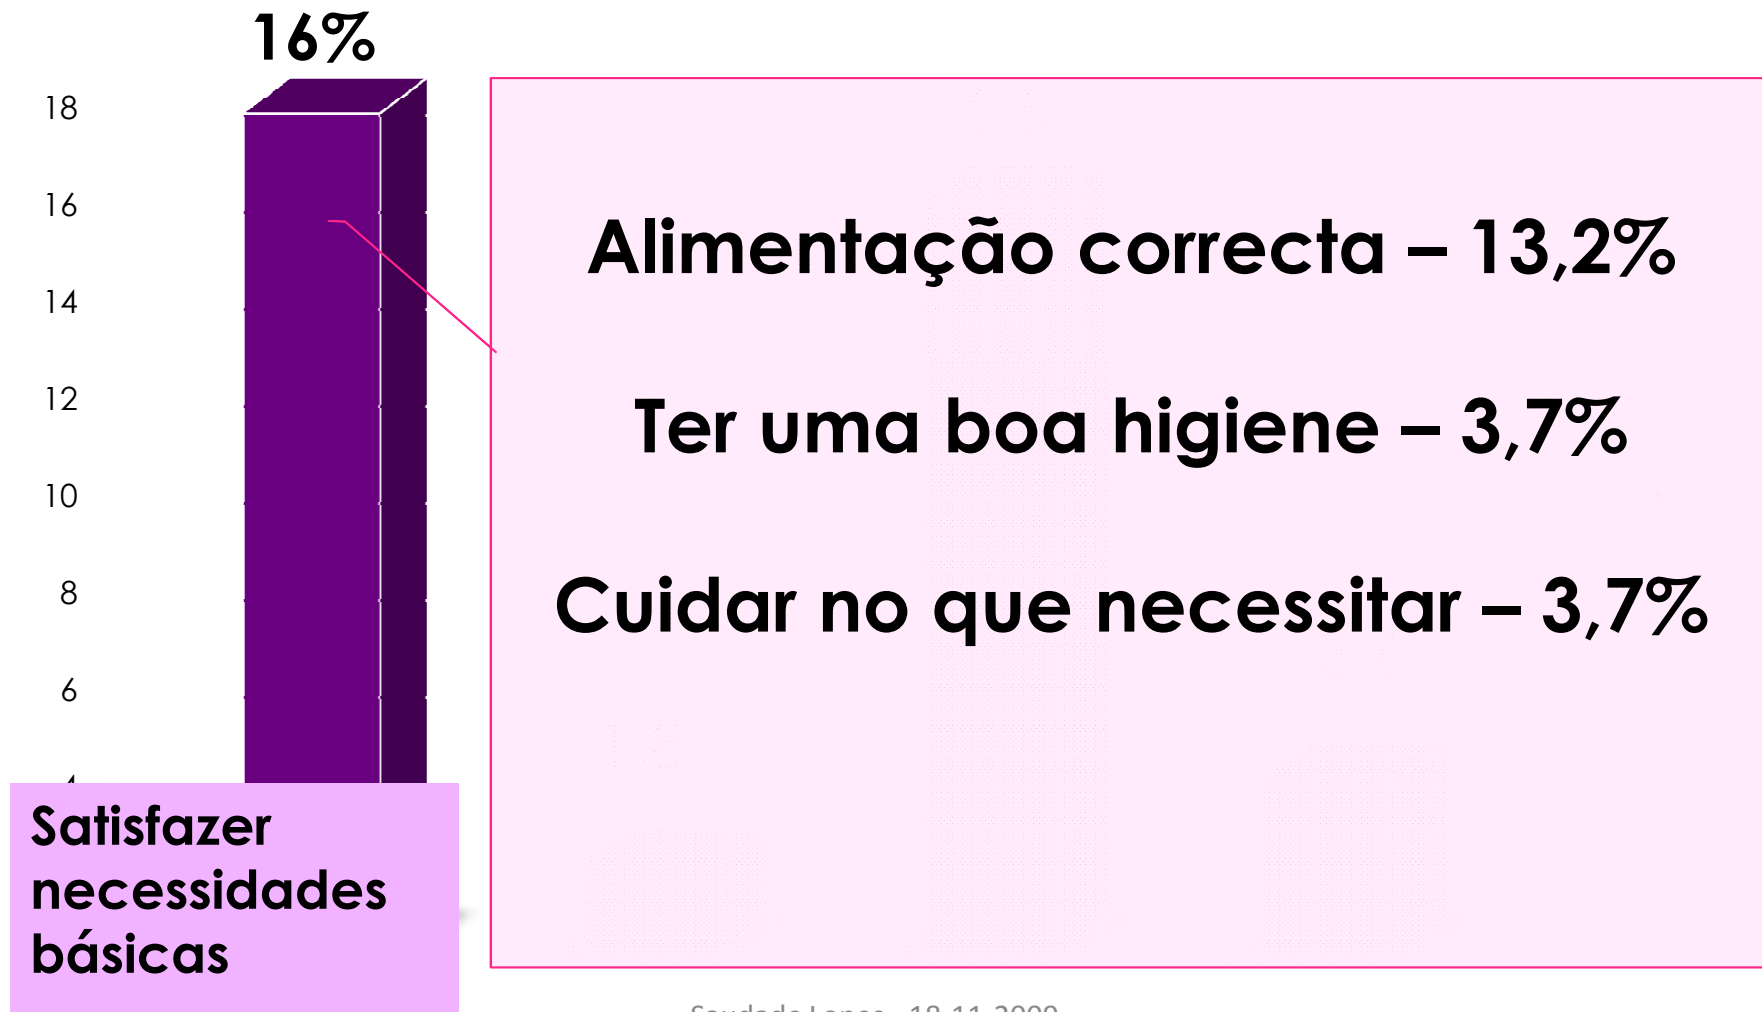 16%
18
16
14
12
10
8
6
Alimentação correcta – 13,2%
Ter uma boa higiene – 3,7%
Cuidar no que necessitar – 3,7%
Satisfazer
necessidades
básicas